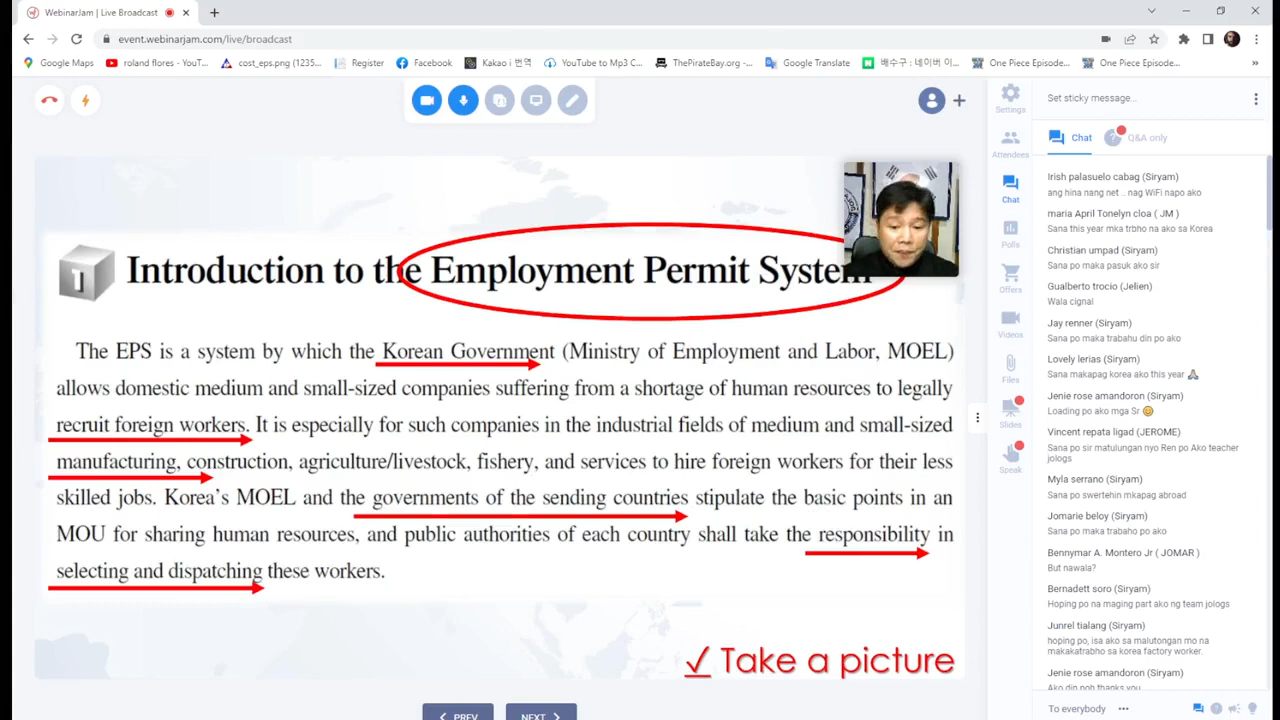 WebinarJam | Live Broadcast
event.webinarjam.com/live/broadcast
Google Maps
roland flores - YouT...
cost_eps.png (1235...
Register
Facebook
Kakao i 번역
YouTube to Mp3 C...
ThePirateBay.org -...
Google Translate
배수구 : 네이버 이...
One Piece Episode...
One Piece Episode...
1
Introduction to the Employment Permit System
The EPS is a system by which the Korean Government (Ministry of Employment and Labor, MOEL)
allows domestic medium and small-sized companies suffering from a shortage of human resources to legally
recruit foreign workers. It is especially for such companies in the industrial fields of medium and small-sized
manufacturing, construction, agriculture/livestock, fishery, and services to hire foreign workers for their less
skilled jobs. Korea's MOEL and the governments of the sending countries stipulate the basic points in an
MOU for sharing human resources, and public authorities of each country shall take the responsibility in
selecting and dispatching these workers.
✓ Take a picture
PREV
NEXT
Settings
Attendees
Chat
Polls
Offers
Videos
Files
Slides
Speak
Set sticky message...
Chat
Q&A only
Irish palasuelo cabag (Siryam)
ang hina nang net .. nag WiFi napo ako
maria April Tonelyn cloa ( JM )
Sana this year mka trbho na ako sa Korea
Christian umpad (Siryam)
Sana po maka pasuk ako sir
Gualberto trocio (Jelien)
Wala cignal
Jay renner (Siryam)
Sana po maka trabahu din po ako
Lovely lerias (Siryam)
Sana makapag korea ako this year 🙏
Jenie rose amandoron (Siryam)
Loading po ako mga Sr 😊
Vincent repata ligad (JEROME)
Sana po sir matulungan nyo Ren po Ako teacher
jologs
Myla serrano (Siryam)
Sana po swertehin mkapag abroad
Jomarie beloy (Siryam)
Sana po maka trabaho po ako
Bennymar A. Montero Jr ( JOMAR )
But nawala?
Bernadett soro (Siryam)
Hoping po na maging part ako ng team jologs
Junrel tialang (Siryam)
hoping po, isa ako sa malutongan mo na
makakatrabho sa korea factory worker.
Jenie rose amandoron (Siryam)
Ako din poh thanks you
To everybody